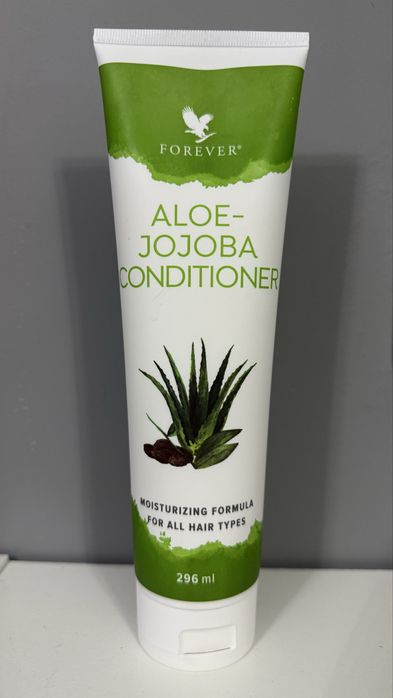 FOREVER®
ALOE-
JOJOBA
CONDITIONER
MOISTURIZING FORMULA
FOR ALL HAIR TYPES
296 ml